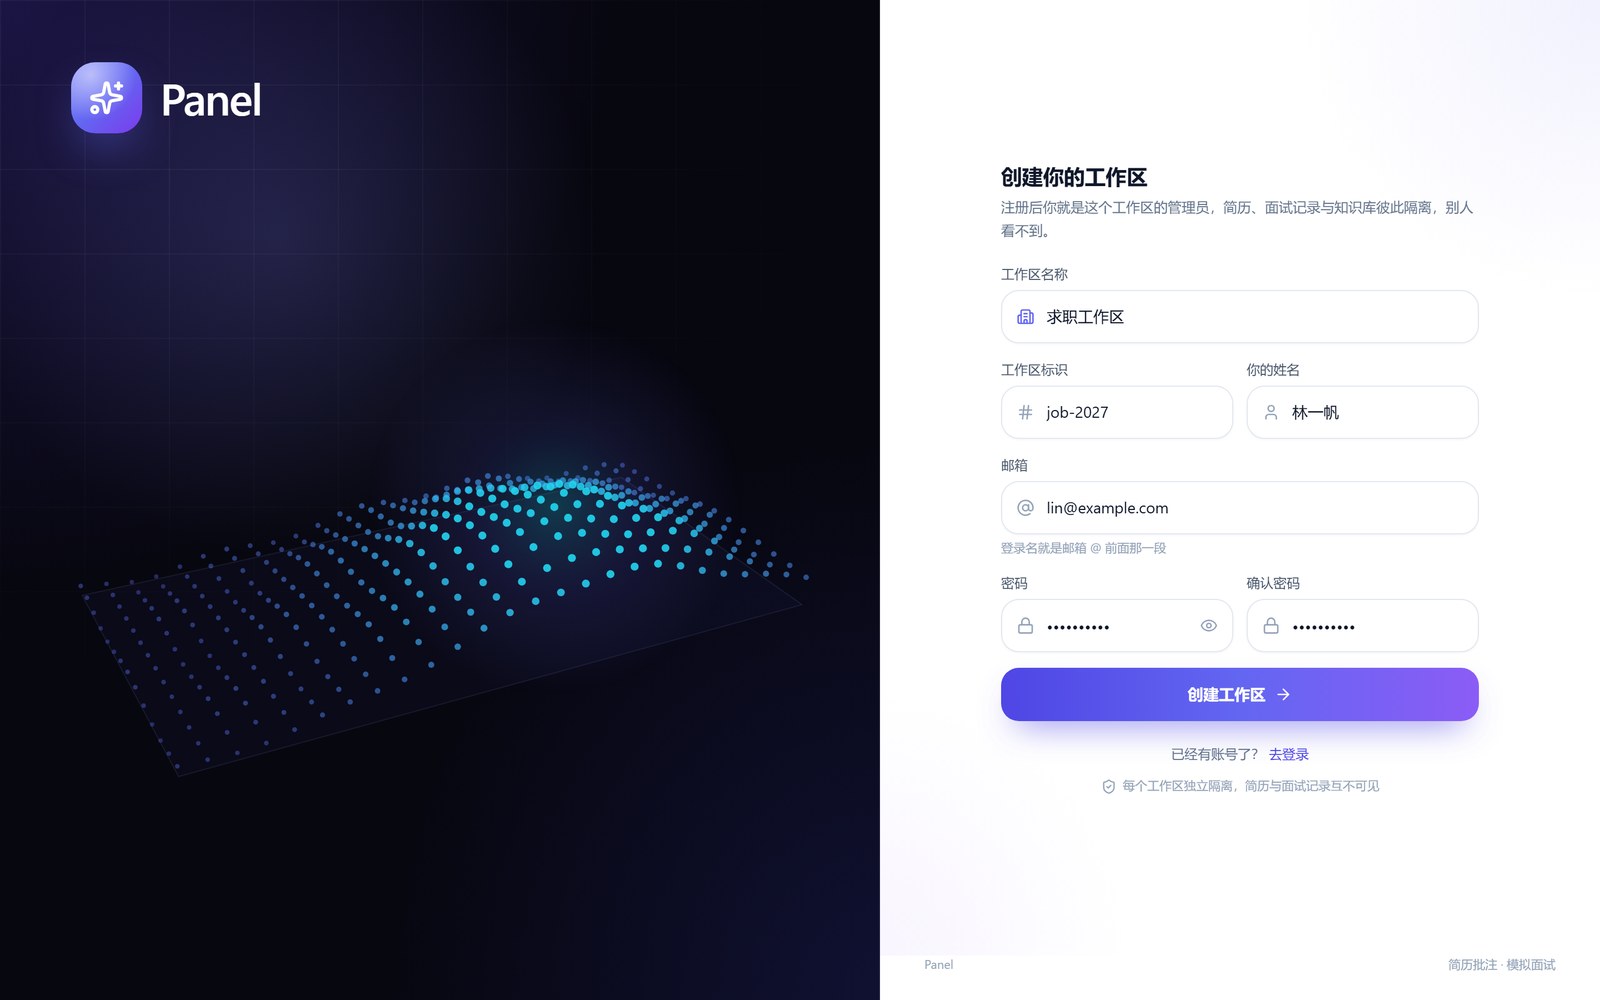 Panel
创建你的工作区
注册后你就是这个工作区的管理员，简历、面试记录与知识库彼此隔离，别人
看不到。
工作区名称
求职工作区
工作区标识
你的姓名
job-2027
林一帆
邮箱
lin@example.com
登录名就是邮箱 @ 前面那一段
密码
确认密码
••••••••••
••••••••••
创建工作区
已经有账号了？ 去登录
每个工作区独立隔离，简历与面试记录互不可见
Panel
简历批注 · 模拟面试